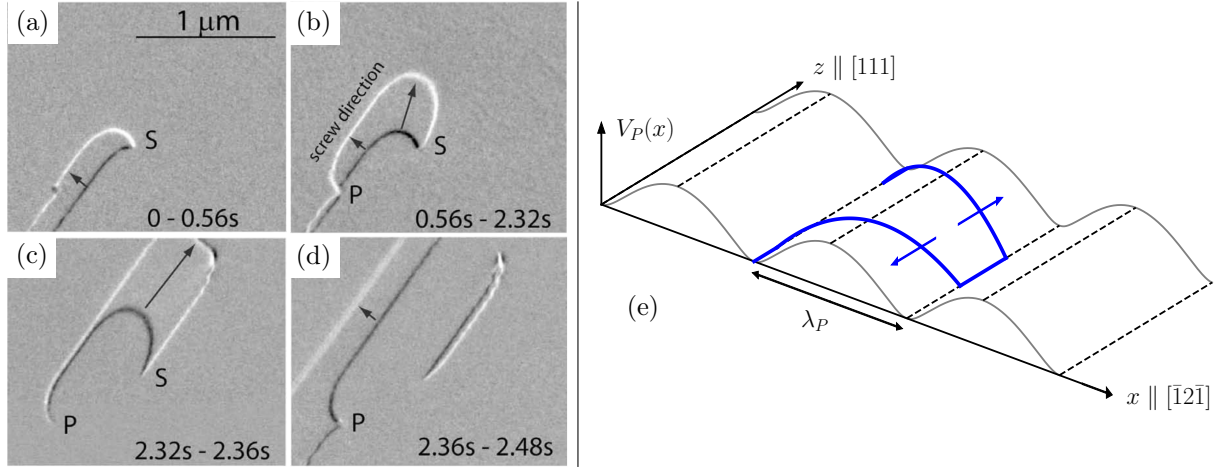 (a)
1 μm
S
0 - 0.56s
(b)
screw direction
S
P
0.56s - 2.32s
(c)
S
P
2.32s - 2.36s
(d)
P
2.36s - 2.48s
z ∥ [111]
V_P(x)
(e)
λ_P
x ∥ [1̄21̄]